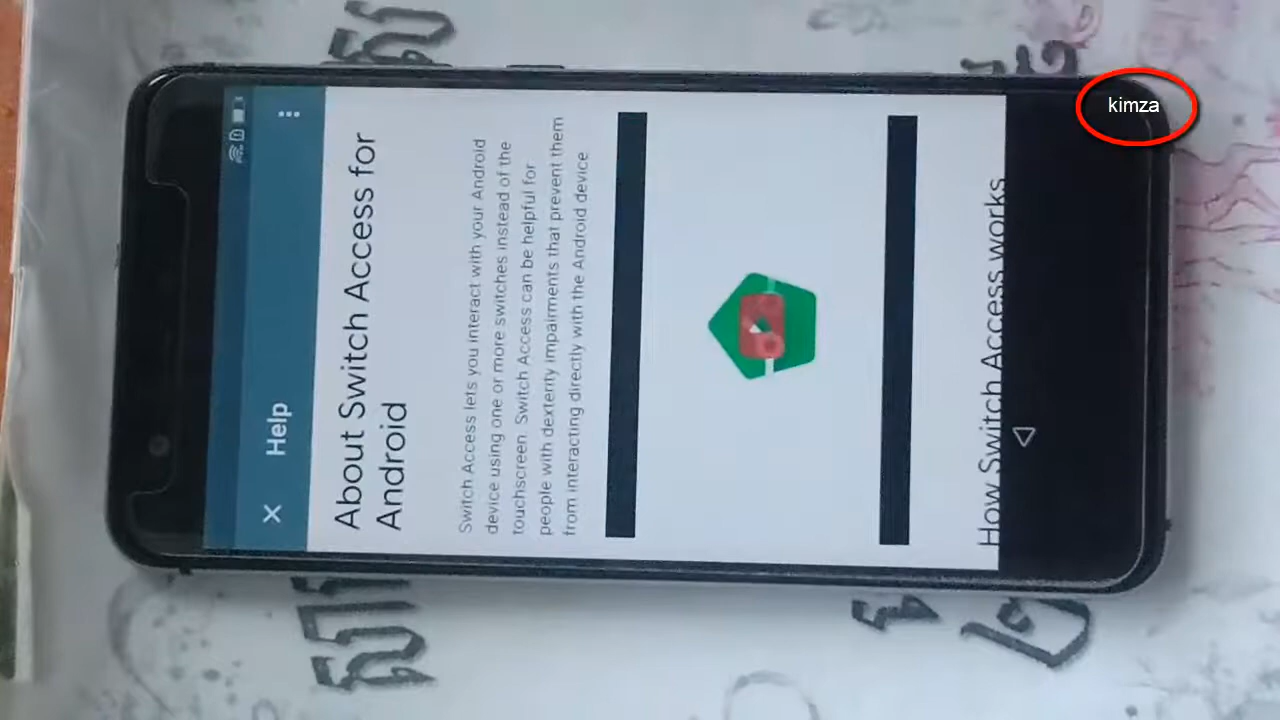 kimza
Help
About Switch Access for
Android
Switch Access lets you interact with your Android
device using one or more switches instead of the
touchscreen. Switch Access can be helpful for
people with dexterity impairments that prevent them
from interacting directly with the Android device
How Switch Access works